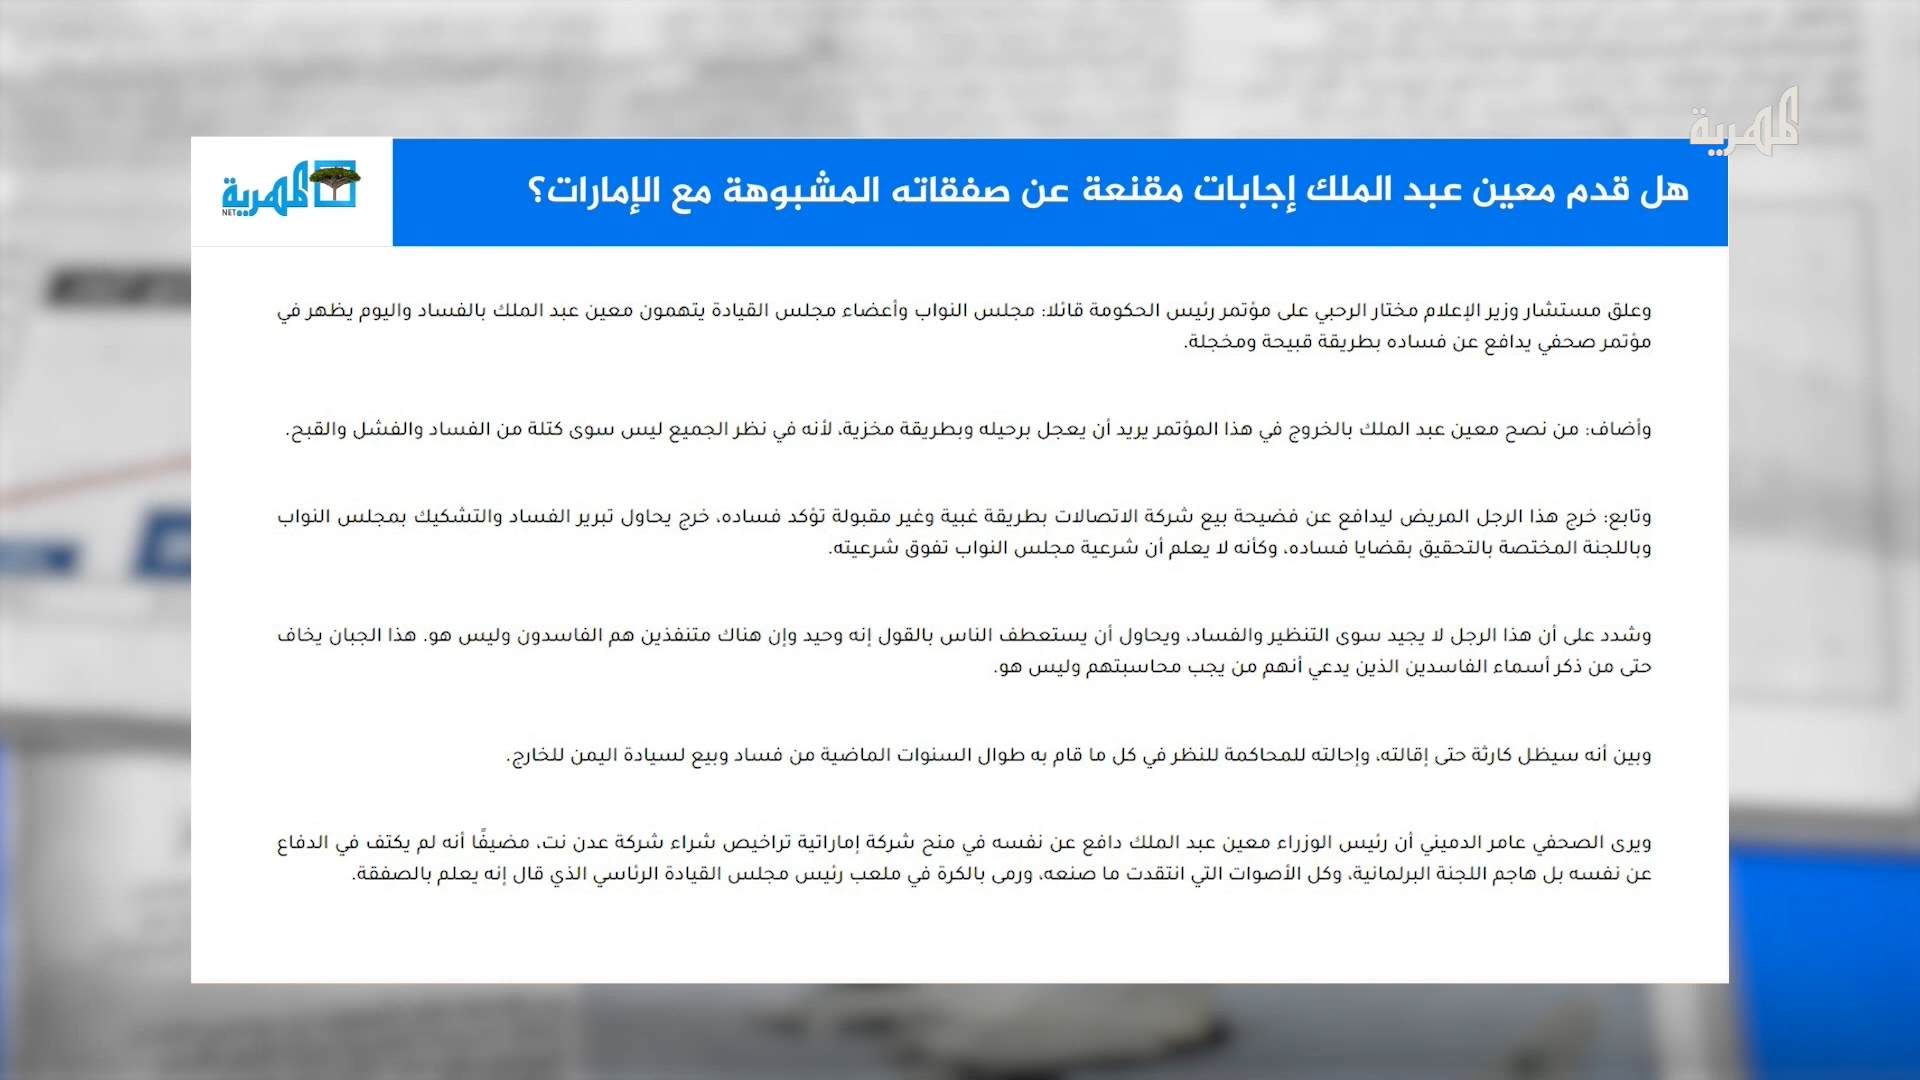 المهرية
هل قدم معين عبد الملك إجابات مقنعة عن صفقاته المشبوهة مع الإمارات؟
المهرية
NET
وعلق مستشار وزير الإعلام مختار الرحبي على مؤتمر رئيس الحكومة قائلا: مجلس النواب وأعضاء مجلس القيادة يتهمون معين عبد الملك بالفساد واليوم يظهر في
مؤتمر صحفي يدافع عن فساده بطريقة قبيحة ومخجلة.
وأضاف: من نصح معين عبد الملك بالخروج في هذا المؤتمر يريد أن يعجل برحيله وبطريقة مخزية، لأنه في نظر الجميع ليس سوى كتلة من الفساد والفشل والقبح.
وتابع: خرج هذا الرجل المريض ليدافع عن فضيحة بيع شركة الاتصالات بطريقة غبية وغير مقبولة تؤكد فساده، خرج يحاول تبرير الفساد والتشكيك بمجلس النواب
وباللجنة المختصة بالتحقيق بقضايا فساده، وكأنه لا يعلم أن شرعية مجلس النواب تفوق شرعيته.
وشدد على أن هذا الرجل لا يجيد سوى التنظير والفساد، ويحاول أن يستعطف الناس بالقول إنه وحيد وإن هناك متنفذين هم الفاسدون وليس هو. هذا الجبان يخاف
حتى من ذكر أسماء الفاسدين الذين يدعي أنهم من يجب محاسبتهم وليس هو.
وبين أنه سيظل كارثة حتى إقالته، وإحالته للمحاكمة للنظر في كل ما قام به طوال السنوات الماضية من فساد وبيع لسيادة اليمن للخارج.
ويرى الصحفي عامر الدميني أن رئيس الوزراء معين عبد الملك دافع عن نفسه في منح شركة إماراتية تراخيص شراء شركة عدن نت، مضيفًا أنه لم يكتف في الدفاع
عن نفسه بل هاجم اللجنة البرلمانية، وكل الأصوات التي انتقدت ما صنعه، ورمى بالكرة في ملعب رئيس مجلس القيادة الرئاسي الذي قال إنه يعلم بالصفقة.